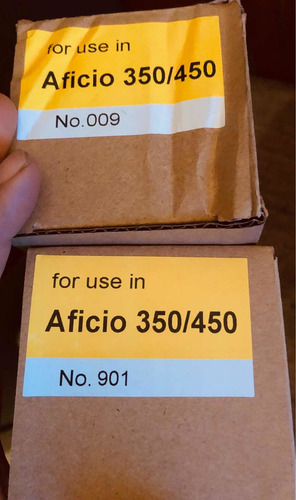 for use in
Aficio 350/450
No.009
for use in
Aficio 350/450
No. 901